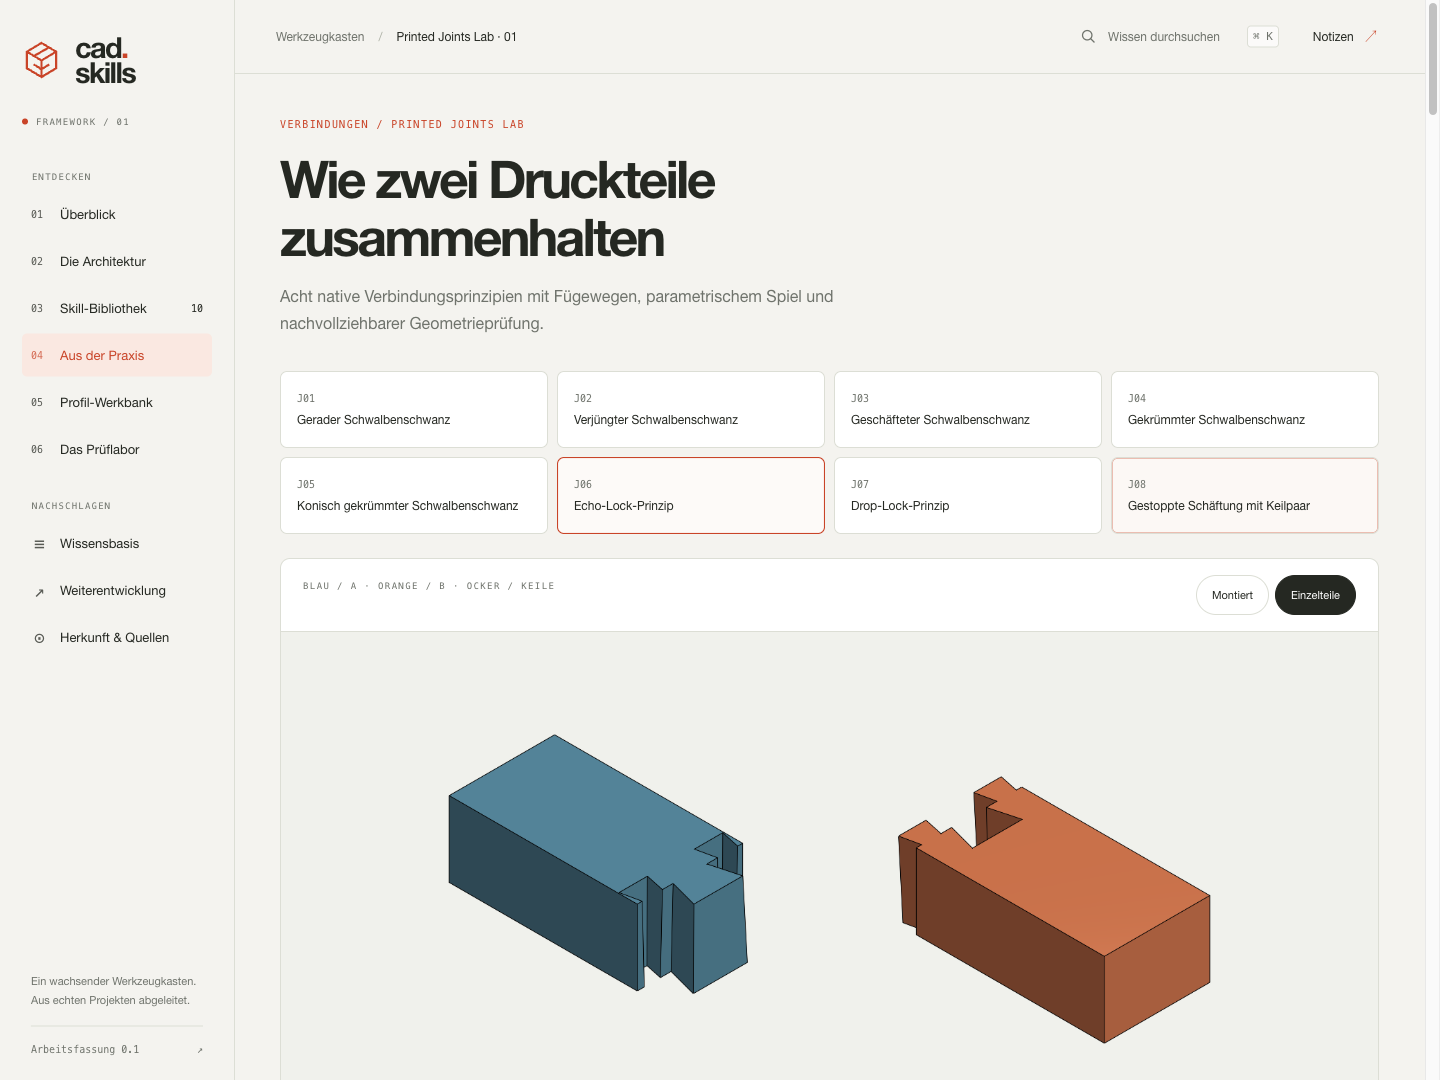 cad.
skills
FRAMEWORK / 01
ENTDECKEN
01 Überblick
02 Die Architektur
03 Skill-Bibliothek 10
04 Aus der Praxis
05 Profil-Werkbank
06 Das Prüflabor
NACHSCHLAGEN
Wissensbasis
Weiterentwicklung
Herkunft & Quellen
Ein wachsender Werkzeugkasten.
Aus echten Projekten abgeleitet.
Arbeitsfassung 0.1 ↗
Werkzeugkasten / Printed Joints Lab · 01
Wissen durchsuchen ⌘ K Notizen
VERBINDUNGEN / PRINTED JOINTS LAB
Wie zwei Druckteile
zusammenhalten
Acht native Verbindungsprinzipien mit Fügewegen, parametrischem Spiel und
nachvollziehbarer Geometrieprüfung.
J01
Gerader Schwalbenschwanz
J02
Verjüngter Schwalbenschwanz
J03
Geschäfteter Schwalbenschwanz
J04
Gekrümmter Schwalbenschwanz
J05
Konisch gekrümmter Schwalbenschwanz
J06
Echo-Lock-Prinzip
J07
Drop-Lock-Prinzip
J08
Gestoppte Schäftung mit Keilpaar
BLAU / A · ORANGE / B · OCKER / KEILE
Montiert Einzelteile